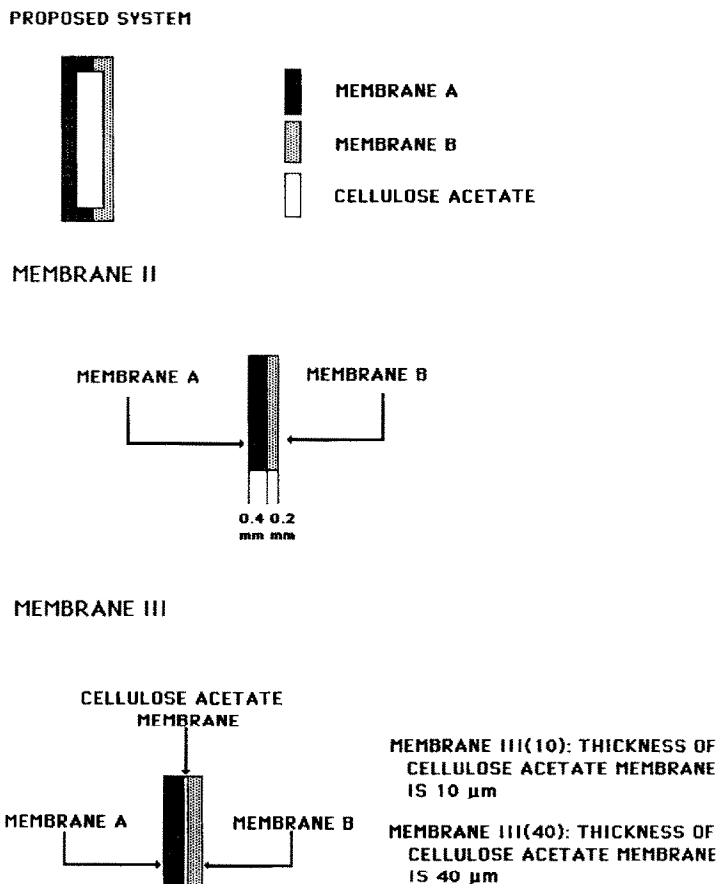 PROPOSED SYSTEM
MEMBRANE A
MEMBRANE B
CELLULOSE ACETATE
MEMBRANE II
MEMBRANE A
MEMBRANE B
0.4 0.2
mm mm
MEMBRANE III
CELLULOSE ACETATE
MEMBRANE
MEMBRANE A
MEMBRANE B
MEMBRANE III(10): THICKNESS OF
CELLULOSE ACETATE MEMBRANE
IS 10 μm
MEMBRANE III(40): THICKNESS OF
CELLULOSE ACETATE MEMBRANE
IS 40 μm